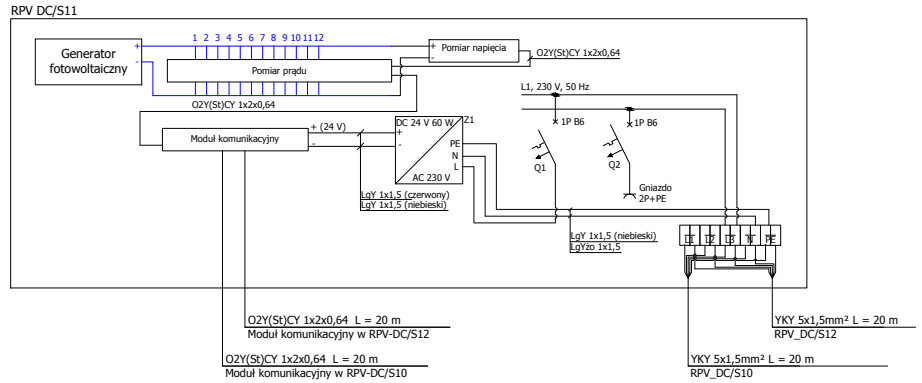 RPV DC/S11
Generator
fotowoltaiczny
+
-
1 2 3 4 5 6 7 8 9 10 11 12
Pomiar prądu
+
-
Pomiar napięcia
O2Y(St)CY 1x2x0,64
O2Y(St)CY 1x2x0,64
Moduł komunikacyjny
+ (24 V)
-
DC 24 V 60 W
Z1
+
-
PE
N
L
AC 230 V
LgY 1x1,5 (czerwony)
LgY 1x1,5 (niebieski)
L1, 230 V, 50 Hz
1P B6
Q1
1P B6
Q2
Gniazdo
2P+PE
LgY 1x1,5 (niebieski)
LgYżo 1x1,5
L1 L2 L3 N PE
O2Y(St)CY 1x2x0,64 L = 20 m
Moduł komunikacyjny w RPV-DC/S12
YKY 5x1,5mm² L = 20 m
RPV_DC/S12
O2Y(St)CY 1x2x0,64 L = 20 m
Moduł komunikacyjny w RPV-DC/S10
YKY 5x1,5mm² L = 20 m
RPV_DC/S10